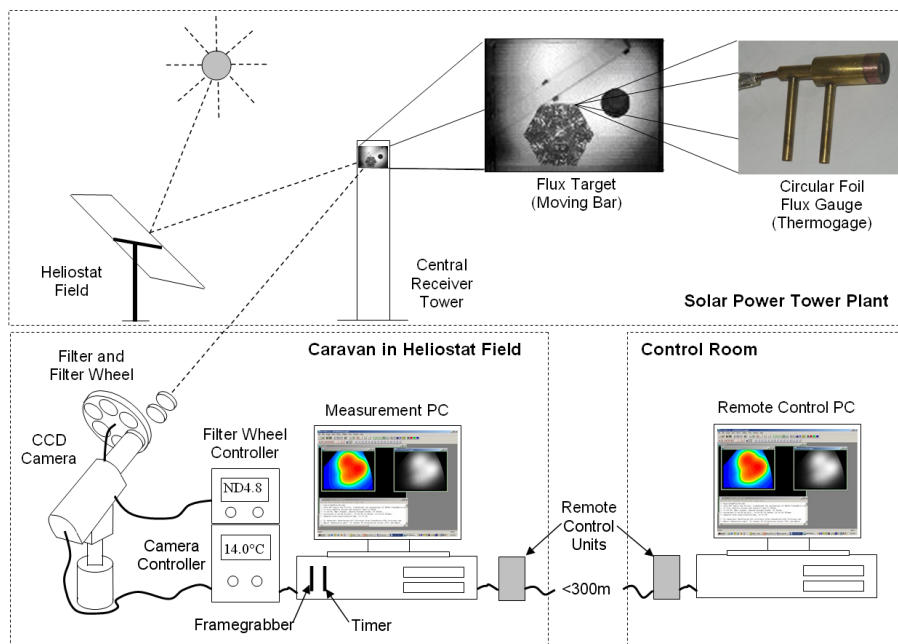 Flux Target
(Moving Bar)
Circular Foil
Flux Gauge
(Thermogage)
Heliostat
Field
Central
Receiver
Tower
Solar Power Tower Plant
Caravan in Heliostat Field
Control Room
Filter and
Filter Wheel
CCD
Camera
Filter Wheel
Controller
ND4.8
Camera
Controller
14.0°C
Measurement PC
Framegrabber
Timer
Remote
Control
Units
<300m
Remote Control PC